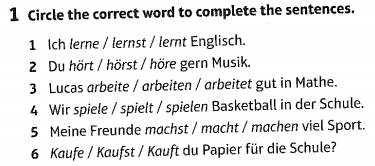 1 Circle the correct word to complete the sentences.
1 Ich lerne / lernst / lernt Englisch.
2 Du hört / hörst / höre gern Musik.
3 Lucas arbeite / arbeiten / arbeitet gut in Mathe.
4 Wir spiele / spielt / spielen Basketball in der Schule.
5 Meine Freunde machst / macht / machen viel Sport.
6 Kaufe / Kaufst / Kauft du Papier für die Schule?